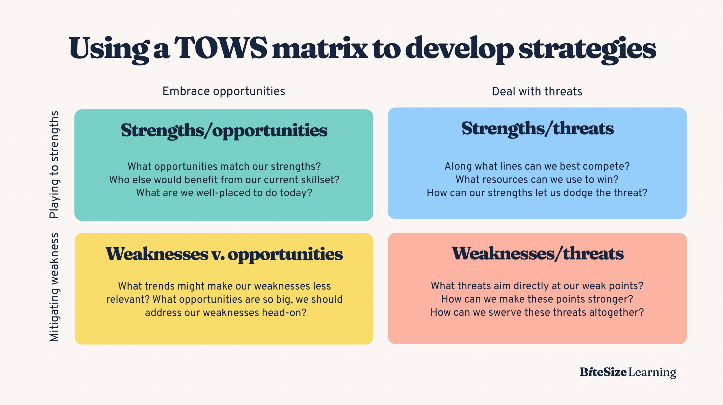 Using a TOWS matrix to develop strategies
Embrace opportunities
Deal with threats
Playing to strengths
Strengths/opportunities
What opportunities match our strengths?
Who else would benefit from our current skillset?
What are we well-placed to do today?
Strengths/threats
Along what lines can we best compete?
What resources can we use to win?
How can our strengths let us dodge the threat?
Mitigating weakness
Weaknesses v. opportunities
What trends might make our weaknesses less
relevant? What opportunities are so big, we should
address our weaknesses head-on?
Weaknesses/threats
What threats aim directly at our weak points?
How can we make these points stronger?
How can we swerve these threats altogether?
BiteSize Learning